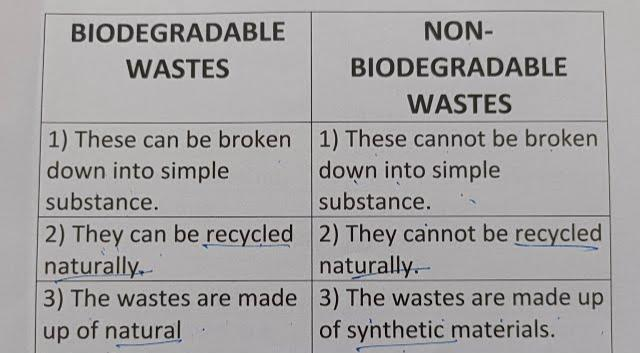 BIODEGRADABLE
WASTES
NON-
BIODEGRADABLE
WASTES
1) These can be broken
down into simple
substance.
1) These cannot be broken
down into simple
substance.
2) They can be recycled
naturally.
2) They cannot be recycled
naturally.
3) The wastes are made
up of natural
3) The wastes are made up
of synthetic materials.